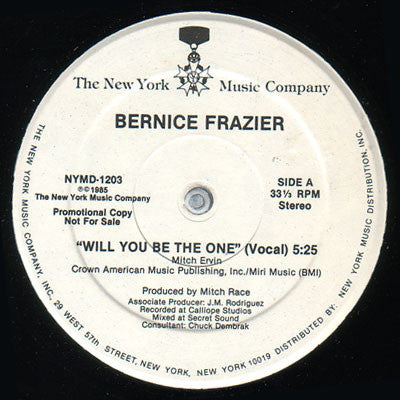 The New York Music Company
BERNICE FRAZIER
NYMD-1203
℗©1985
The New York Music Company
Promotional Copy
Not For Sale
SIDE A
33⅓ RPM
Stereo
"WILL YOU BE THE ONE" (Vocal) 5:25
Mitch Ervin
Crown American Music Publishing, Inc./Miri Music (BMI)
Produced by Mitch Race
Associate Producer: J.M. Rodriguez
Recorded at Calliope Studios
Mixed at Secret Sound
Consultant: Chuck Dembrak
THE NEW YORK MUSIC COMPANY, INC., 29 WEST 57th STREET, NEW YORK, NEW YORK 10019 DISTRIBUTED BY: NEW YORK MUSIC DISTRIBUTION, INC.